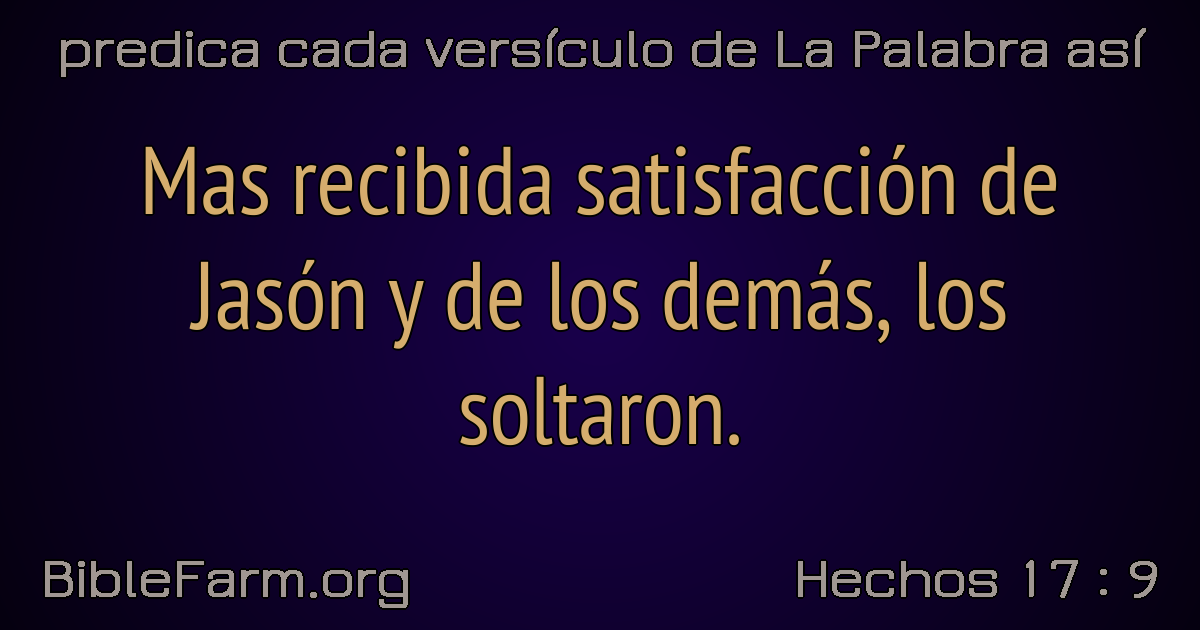 predica cada versículo de La Palabra así
Mas recibida satisfacción de
Jasón y de los demás, los
soltaron.
BibleFarm.org
Hechos 17 : 9